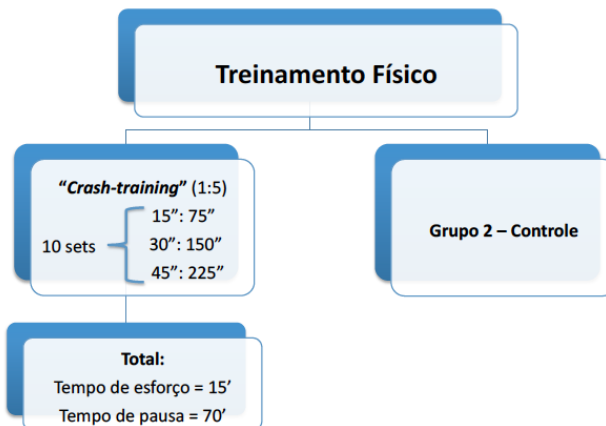 Treinamento Físico
“Crash-training” (1:5)
10 sets
15”: 75”
30”: 150”
45”: 225”
Grupo 2 – Controle
Total:
Tempo de esforço = 15’
Tempo de pausa = 70’